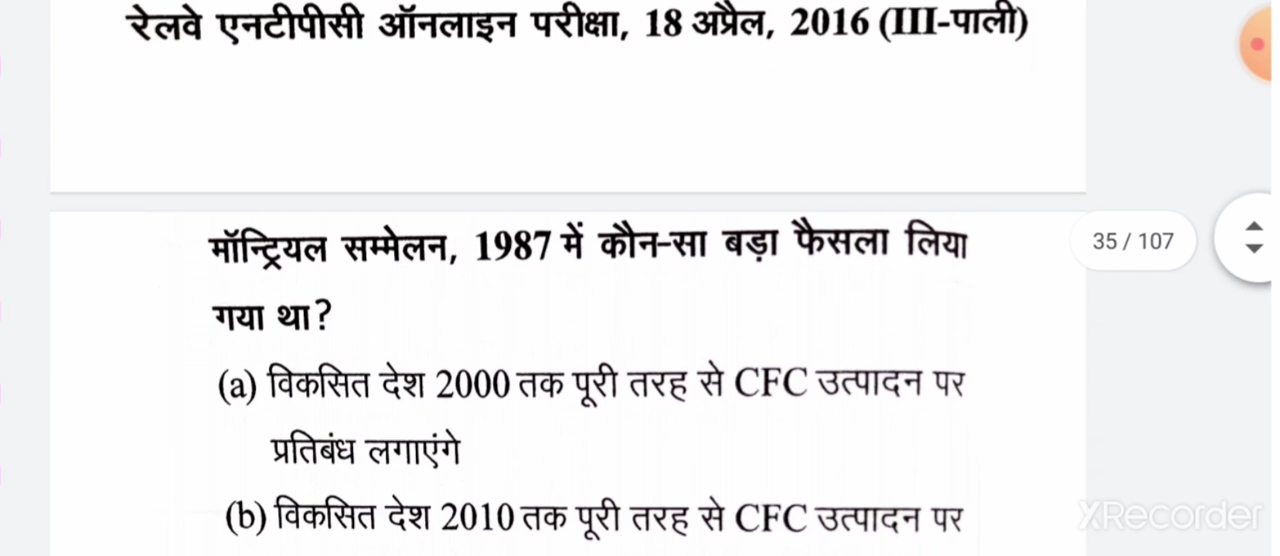 रेलवे एनटीपीसी ऑनलाइन परीक्षा, 18 अप्रैल, 2016 (III-पाली)
मॉन्ट्रियल सम्मेलन, 1987 में कौन-सा बड़ा फैसला लिया
गया था?
35 / 107
(a) विकसित देश 2000 तक पूरी तरह से CFC उत्पादन पर
प्रतिबंध लगाएंगे
(b) विकसित देश 2010 तक पूरी तरह से CFC उत्पादन पर
XRecorder